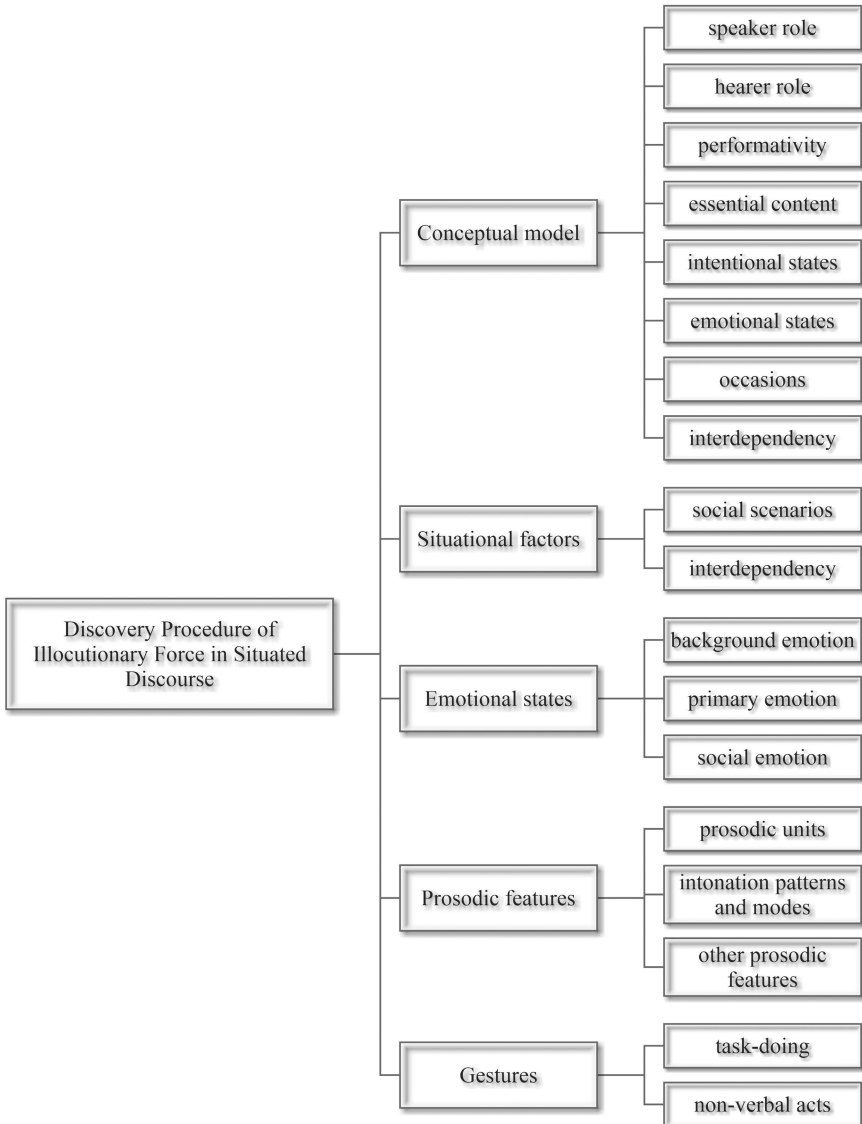 speaker role
hearer role
performativity
essential content
Conceptual model
intentional states
emotional states
occasions
interdependency
social scenarios
Situational factors
interdependency
Discovery Procedure of
Illocutionary Force in Situated
Discourse
background emotion
Emotional states
primary emotion
social emotion
prosodic units
Prosodic features
intonation patterns
and modes
other prosodic
features
task-doing
Gestures
non-verbal acts